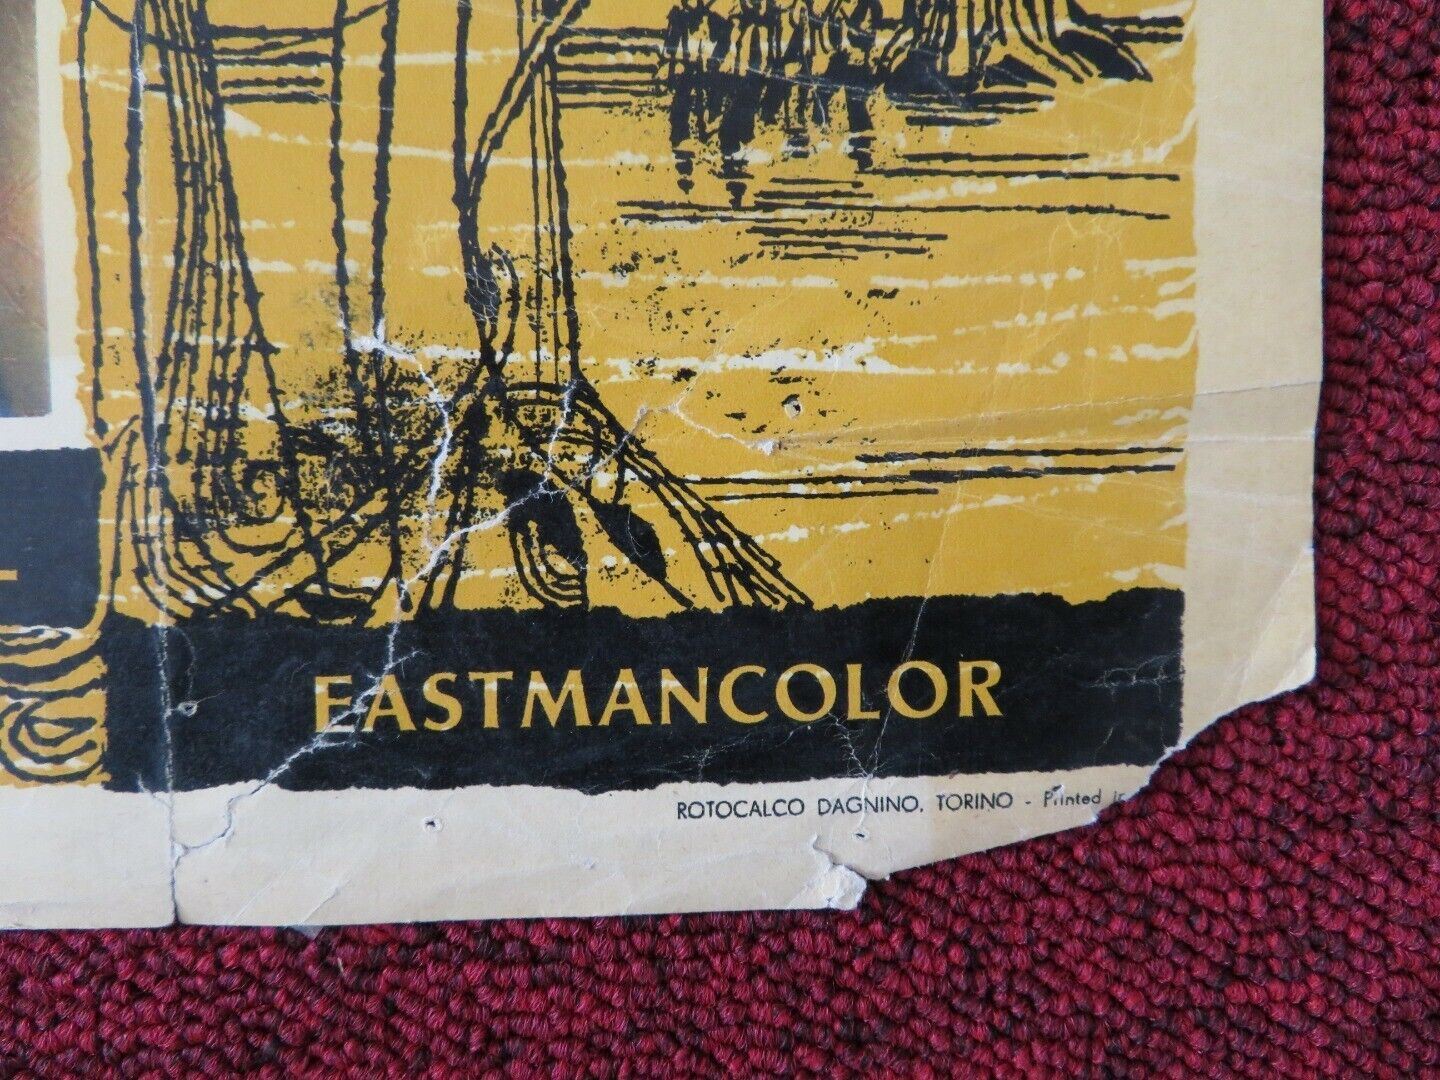 EASTMANCOLOR
ROTOCALCO DAGNINO, TORINO - Printed